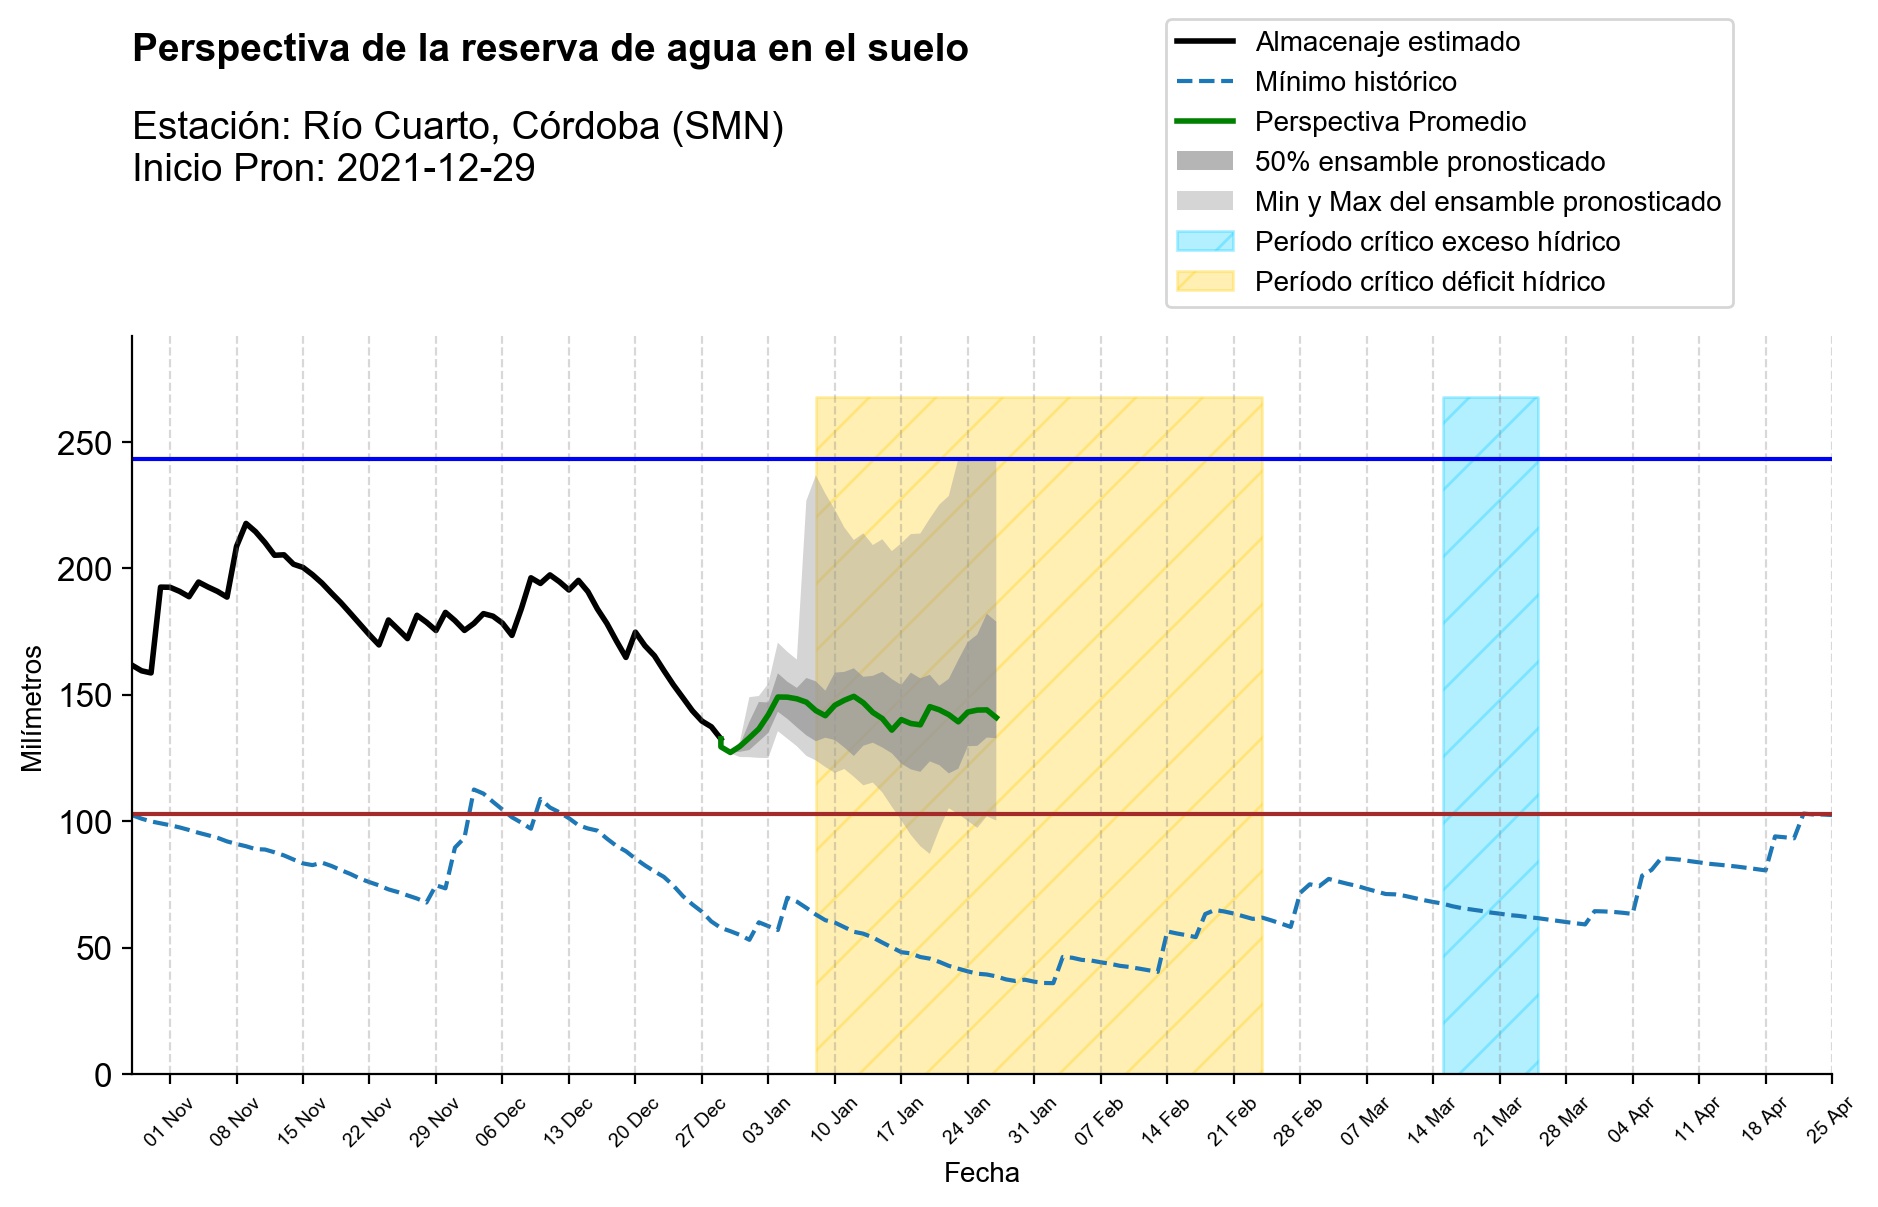 Perspectiva de la reserva de agua en el suelo
Estación: Río Cuarto, Córdoba (SMN)
Inicio Pron: 2021-12-29
Almacenaje estimado
Mínimo histórico
Perspectiva Promedio
50% ensamble pronosticado
Min y Max del ensamble pronosticado
Período crítico exceso hídrico
Período crítico déficit hídrico
Milímetros
250
200
150
100
50
0
01 Nov
08 Nov
15 Nov
22 Nov
29 Nov
06 Dec
13 Dec
20 Dec
27 Dec
03 Jan
10 Jan
17 Jan
24 Jan
31 Jan
07 Feb
14 Feb
21 Feb
28 Feb
07 Mar
14 Mar
21 Mar
28 Mar
04 Apr
11 Apr
18 Apr
25 Apr
Fecha